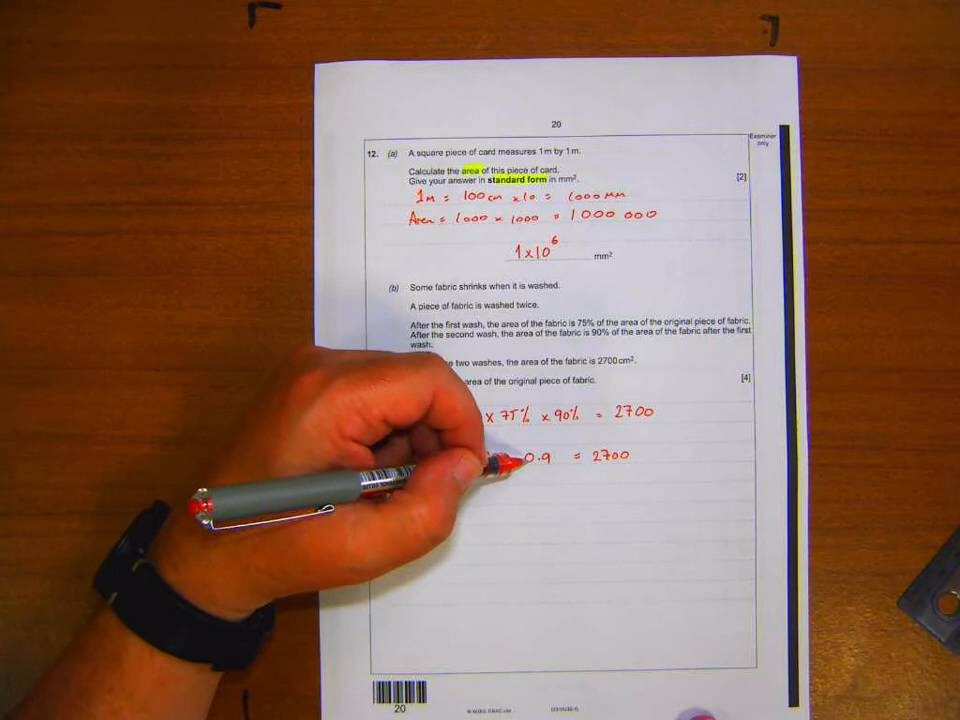 20
Examiner
only
12. (a) A square piece of card measures 1 m by 1 m.
Calculate the area of this piece of card.
Give your answer in standard form in mm².
[2]
1M = 100cm x10 = 1000MM
Area = 1000 x 1000 = 1000 000
1x10⁶ mm²
(b) Some fabric shrinks when it is washed.
A piece of fabric is washed twice.
After the first wash, the area of the fabric is 75% of the area of the original piece of fabric.
After the second wash, the area of the fabric is 90% of the area of the fabric after the first
wash.
two washes, the area of the fabric is 2700 cm².
area of the original piece of fabric.
[4]
x 75% x 90% = 2700
0.9 = 2700
20